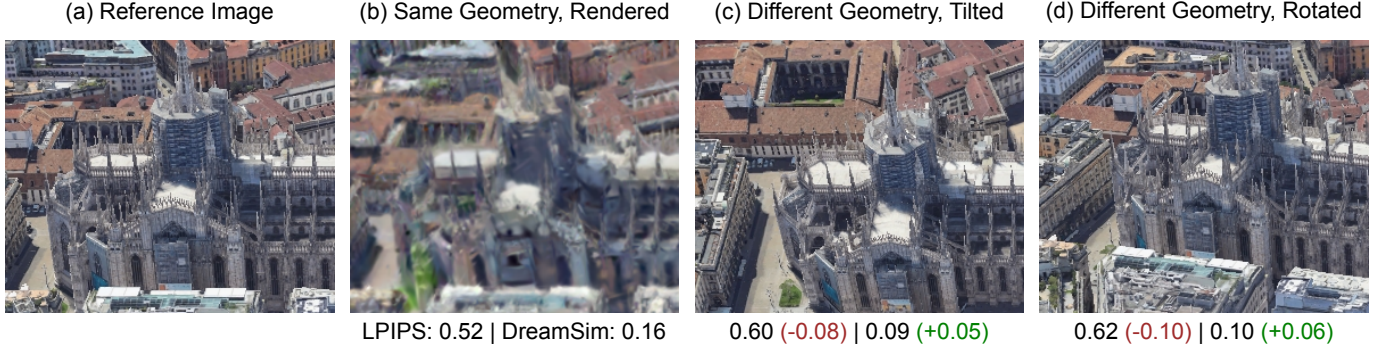 (a) Reference Image
(b) Same Geometry, Rendered
(c) Different Geometry, Tilted
(d) Different Geometry, Rotated
LPIPS: 0.52 | DreamSim: 0.16
0.60 (-0.08) | 0.09 (+0.05)
0.62 (-0.10) | 0.10 (+0.06)